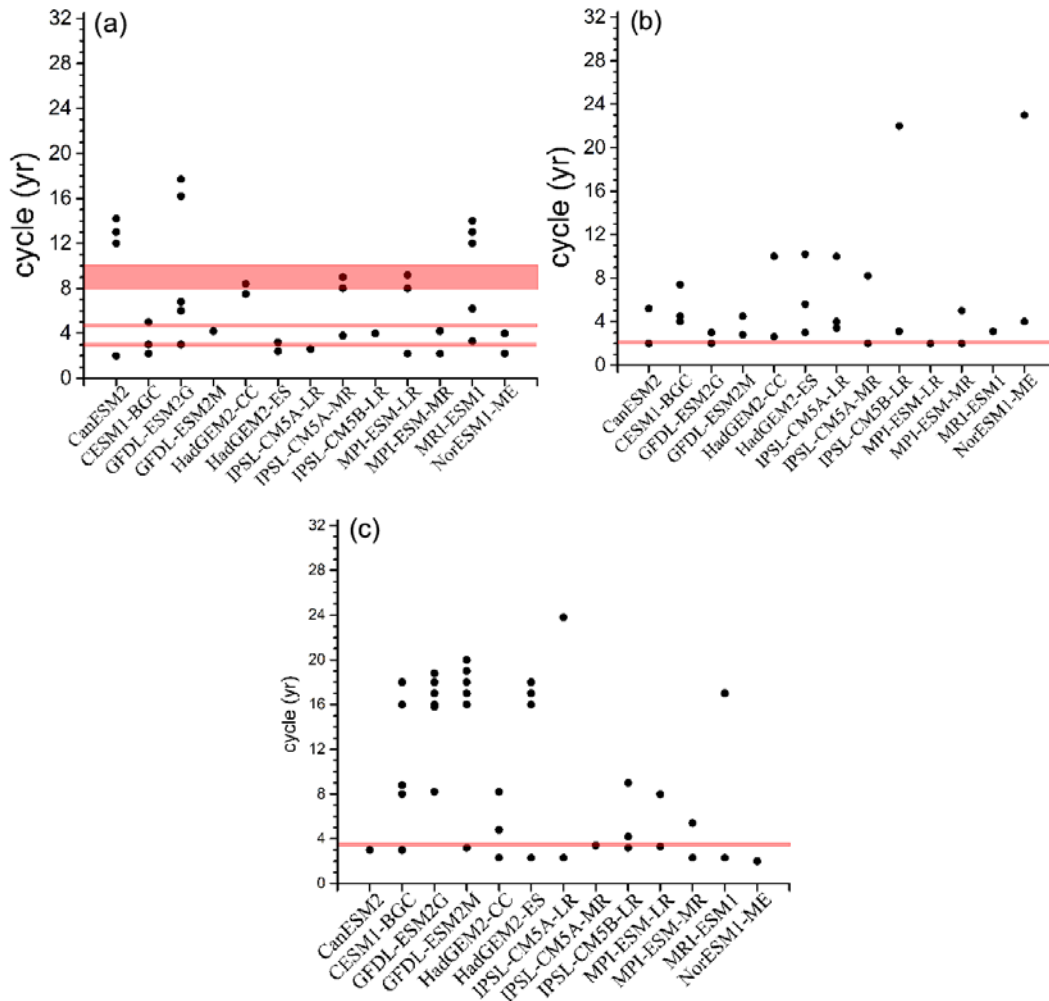 (a)
cycle (yr)
32
28
24
20
16
12
8
4
0
CanESM2
CESM1-BGC
GFDL-ESM2G
GFDL-ESM2M
HadGEM2-CC
HadGEM2-ES
IPSL-CM5A-LR
IPSL-CM5A-MR
IPSL-CM5B-LR
MPI-ESM-LR
MPI-ESM-MR
MRI-ESM1
NorESM1-ME
(b)
cycle (yr)
32
28
24
20
16
12
8
4
0
CanESM2
CESM1-BGC
GFDL-ESM2G
GFDL-ESM2M
HadGEM2-CC
HadGEM2-ES
IPSL-CM5A-LR
IPSL-CM5A-MR
IPSL-CM5B-LR
MPI-ESM-LR
MPI-ESM-MR
MRI-ESM1
NorESM1-ME
(c)
cycle (yr)
32
28
24
20
16
12
8
4
0
CanESM2
CESM1-BGC
GFDL-ESM2G
GFDL-ESM2M
HadGEM2-CC
HadGEM2-ES
IPSL-CM5A-LR
IPSL-CM5A-MR
IPSL-CM5B-LR
MPI-ESM-LR
MPI-ESM-MR
MRI-ESM1
NorESM1-ME